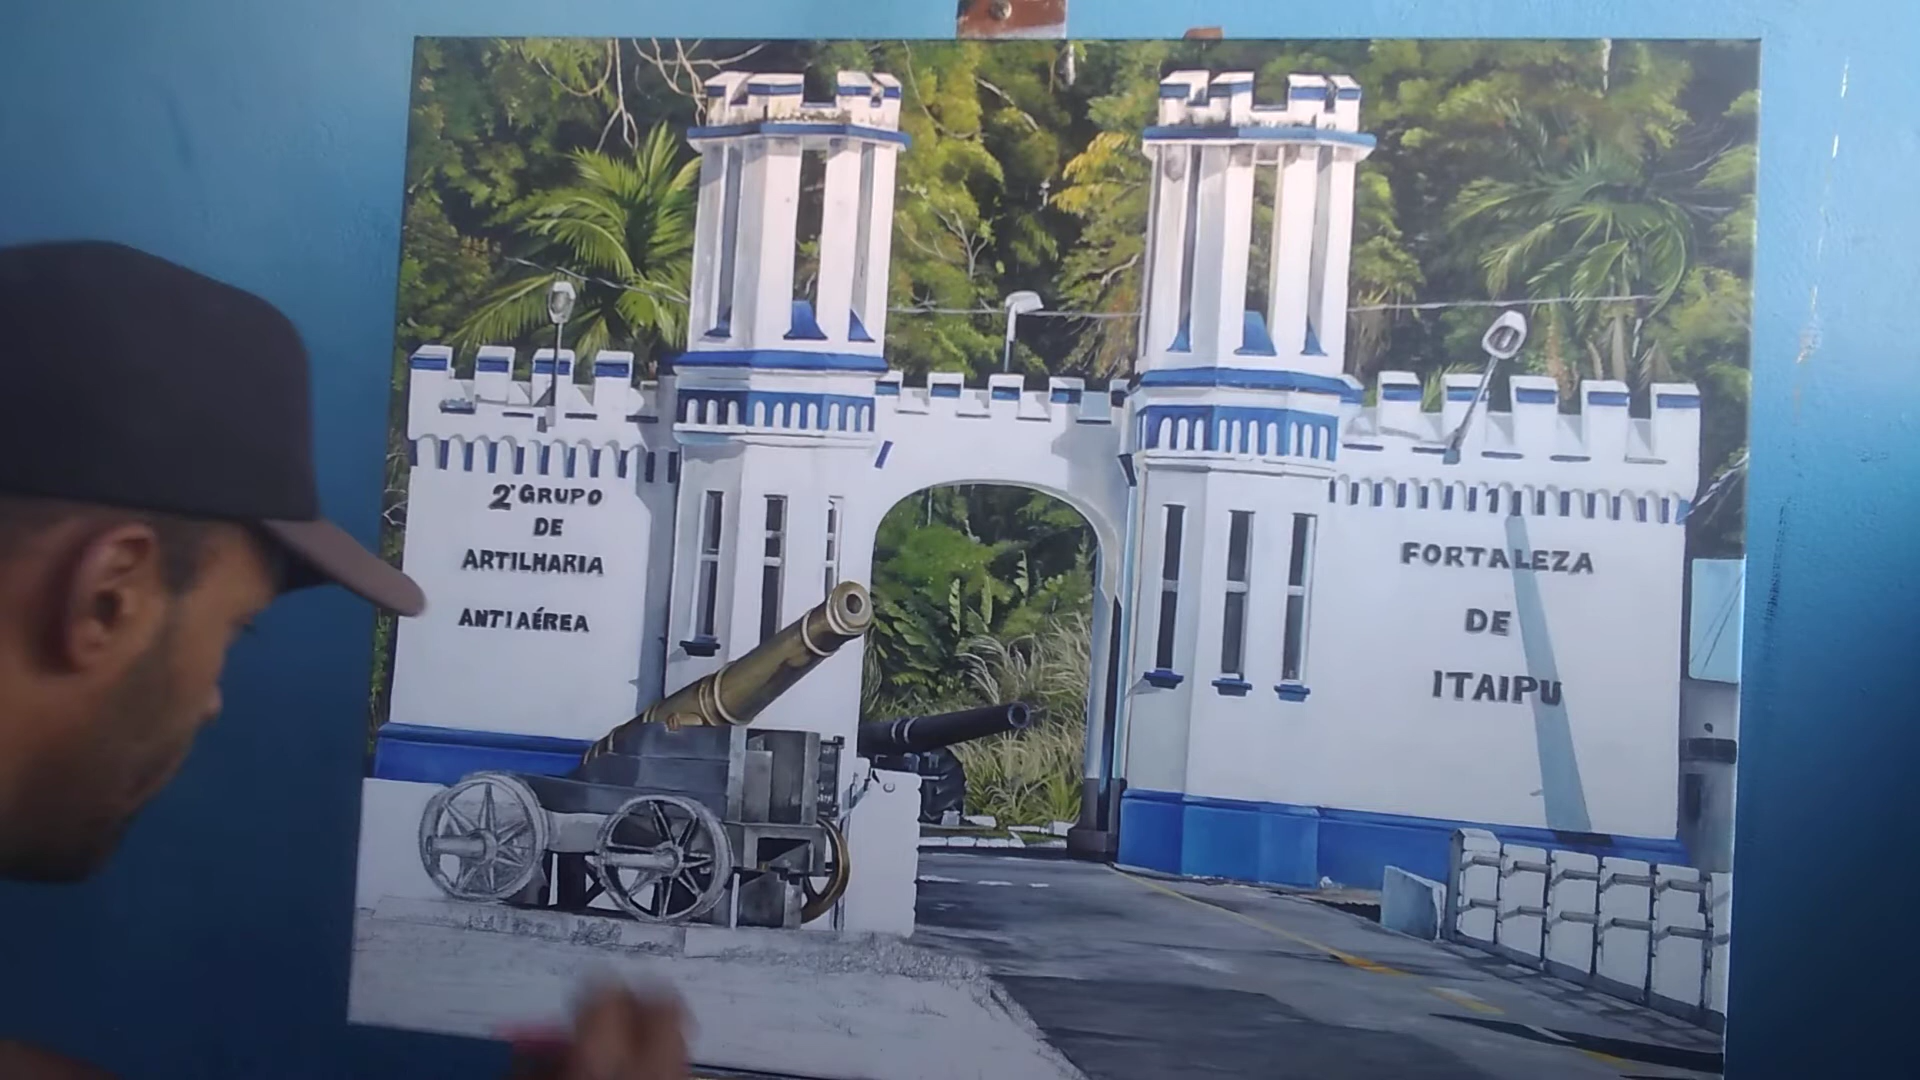 2º GRUPO
DE
ARTILHARIA
ANTIAÉREA
FORTALEZA
DE
ITAIPU